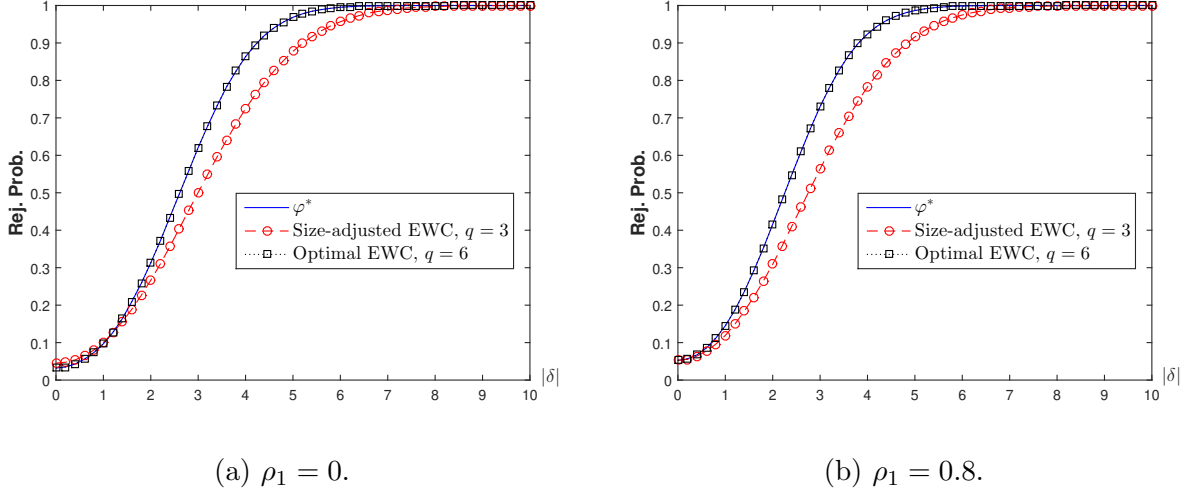 1
0.9
0.8
0.7
0.6
0.5
0.4
0.3
0.2
0.1
0
Rej. Prob.
φ*
Size-adjusted EWC, q = 3
Optimal EWC, q = 6
0 1 2 3 4 5 6 7 8 9 10
|δ|
(a) ρ₁ = 0.
1
0.9
0.8
0.7
0.6
0.5
0.4
0.3
0.2
0.1
0
Rej. Prob.
φ*
Size-adjusted EWC, q = 3
Optimal EWC, q = 6
0 1 2 3 4 5 6 7 8 9 10
|δ|
(b) ρ₁ = 0.8.